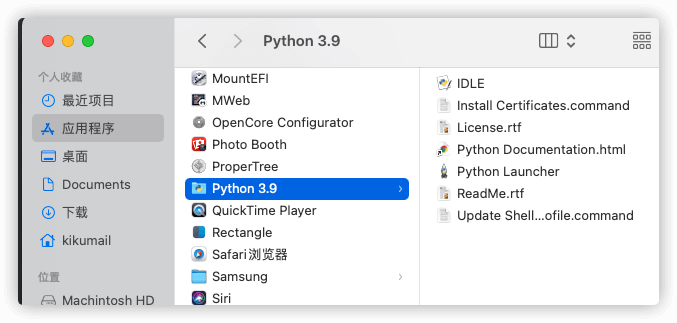 Python 3.9
个人收藏
最近项目
应用程序
桌面
Documents
下载
kikumail
位置
Machintosh HD
MountEFI
MWeb
OpenCore Configurator
Photo Booth
ProperTree
Python 3.9
QuickTime Player
Rectangle
Safari浏览器
Samsung
Siri
IDLE
Install Certificates.command
License.rtf
Python Documentation.html
Python Launcher
ReadMe.rtf
Update Shell...ofile.command